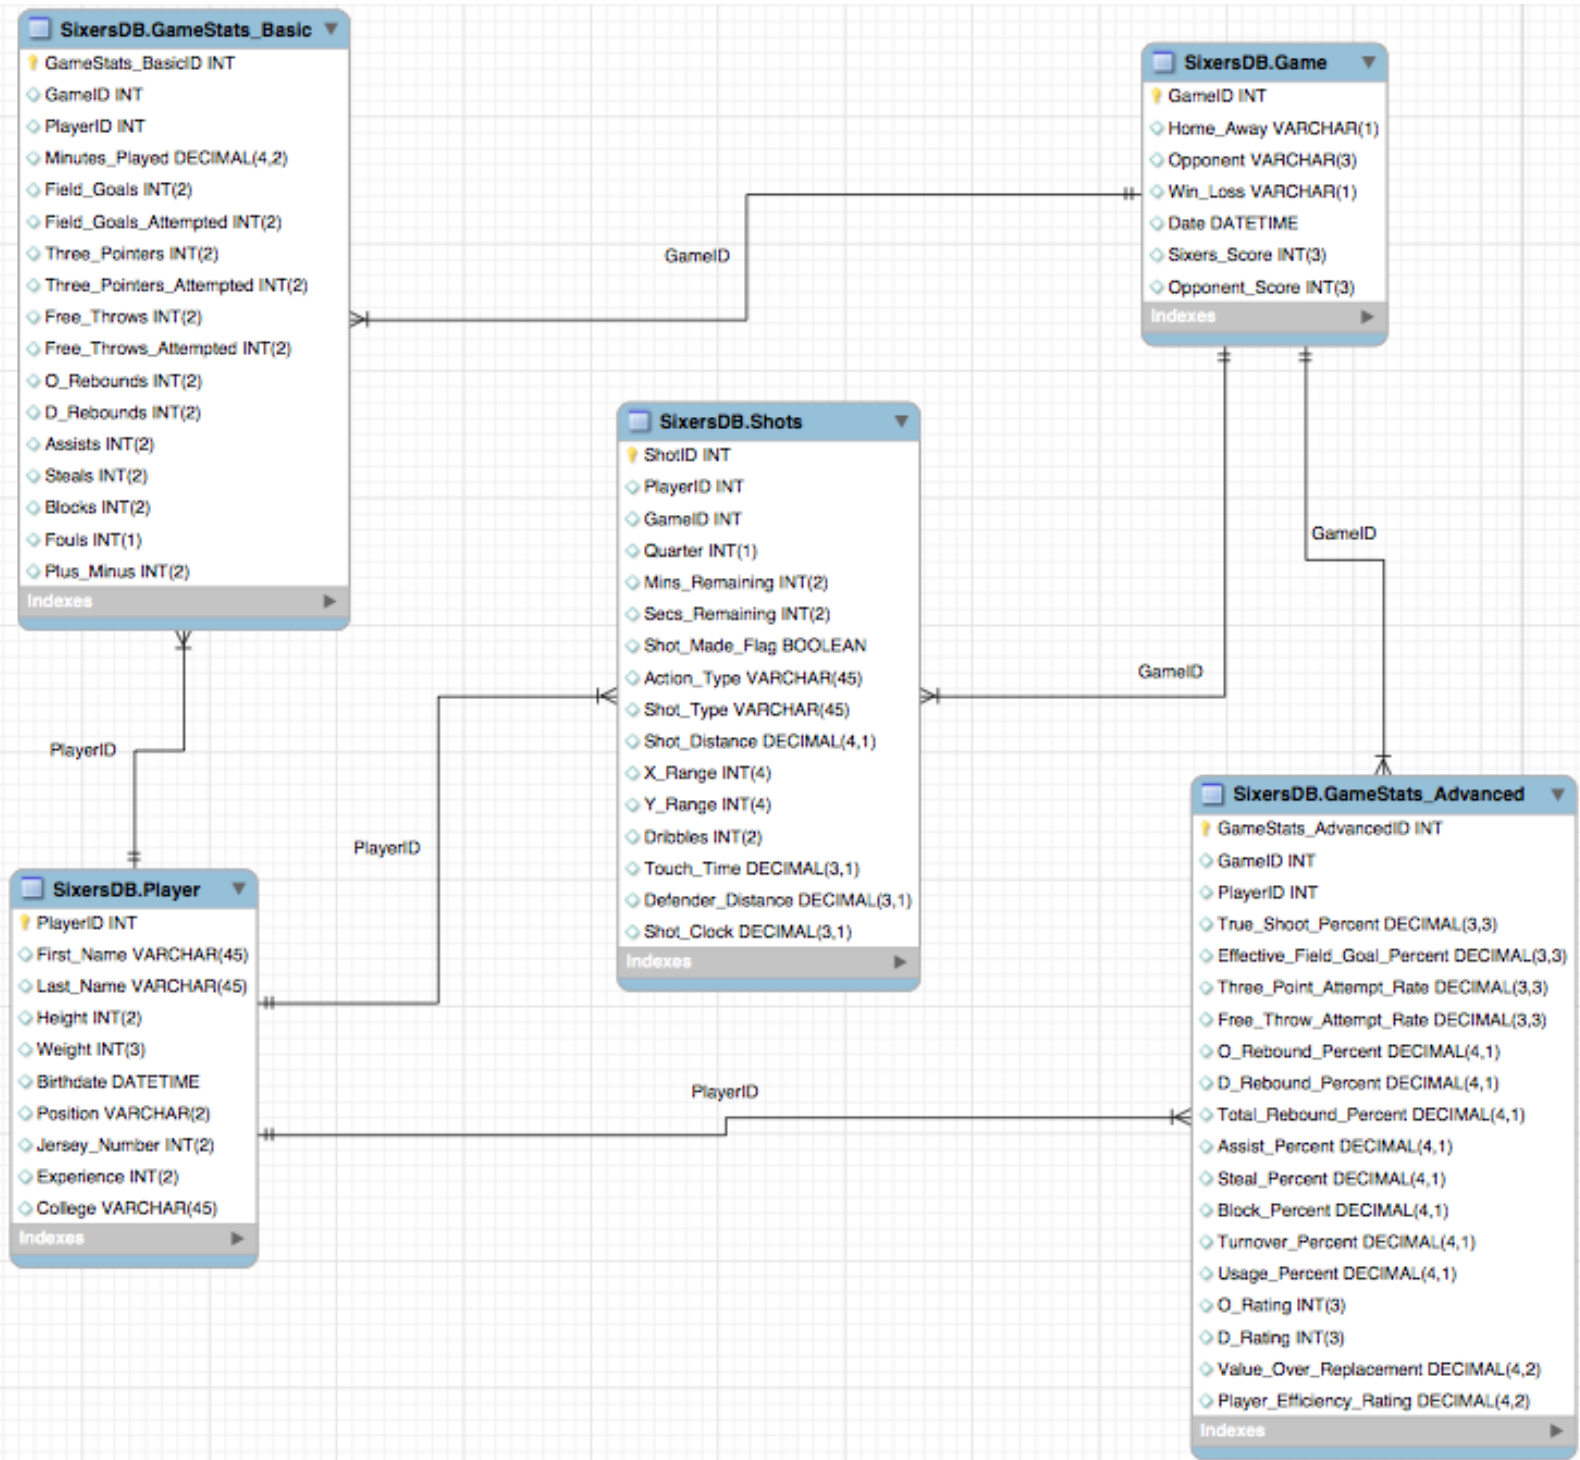 SixersDB.GameStats_Basic
GameStats_BasicID INT
GameID INT
PlayerID INT
Minutes_Played DECIMAL(4,2)
Field_Goals INT(2)
Field_Goals_Attempted INT(2)
Three_Pointers INT(2)
Three_Pointers_Attempted INT(2)
Free_Throws INT(2)
Free_Throws_Attempted INT(2)
O_Rebounds INT(2)
D_Rebounds INT(2)
Assists INT(2)
Steals INT(2)
Blocks INT(2)
Fouls INT(1)
Plus_Minus INT(2)
Indexes
SixersDB.Game
GameID INT
Home_Away VARCHAR(1)
Opponent VARCHAR(3)
Win_Loss VARCHAR(1)
Date DATETIME
Sixers_Score INT(3)
Opponent_Score INT(3)
Indexes
GameID
SixersDB.Shots
ShotID INT
PlayerID INT
GameID INT
Quarter INT(1)
Mins_Remaining INT(2)
Secs_Remaining INT(2)
Shot_Made_Flag BOOLEAN
Action_Type VARCHAR(45)
Shot_Type VARCHAR(45)
Shot_Distance DECIMAL(4,1)
X_Range INT(4)
Y_Range INT(4)
Dribbles INT(2)
Touch_Time DECIMAL(3,1)
Defender_Distance DECIMAL(3,1)
Shot_Clock DECIMAL(3,1)
Indexes
GameID
GameID
PlayerID
PlayerID
SixersDB.Player
PlayerID INT
First_Name VARCHAR(45)
Last_Name VARCHAR(45)
Height INT(2)
Weight INT(3)
Birthdate DATETIME
Position VARCHAR(2)
Jersey_Number INT(2)
Experience INT(2)
College VARCHAR(45)
Indexes
PlayerID
SixersDB.GameStats_Advanced
GameStats_AdvancedID INT
GameID INT
PlayerID INT
True_Shoot_Percent DECIMAL(3,3)
Effective_Field_Goal_Percent DECIMAL(3,3)
Three_Point_Attempt_Rate DECIMAL(3,3)
Free_Throw_Attempt_Rate DECIMAL(3,3)
O_Rebound_Percent DECIMAL(4,1)
D_Rebound_Percent DECIMAL(4,1)
Total_Rebound_Percent DECIMAL(4,1)
Assist_Percent DECIMAL(4,1)
Steal_Percent DECIMAL(4,1)
Block_Percent DECIMAL(4,1)
Turnover_Percent DECIMAL(4,1)
Usage_Percent DECIMAL(4,1)
O_Rating INT(3)
D_Rating INT(3)
Value_Over_Replacement DECIMAL(4,2)
Player_Efficiency_Rating DECIMAL(4,2)
Indexes